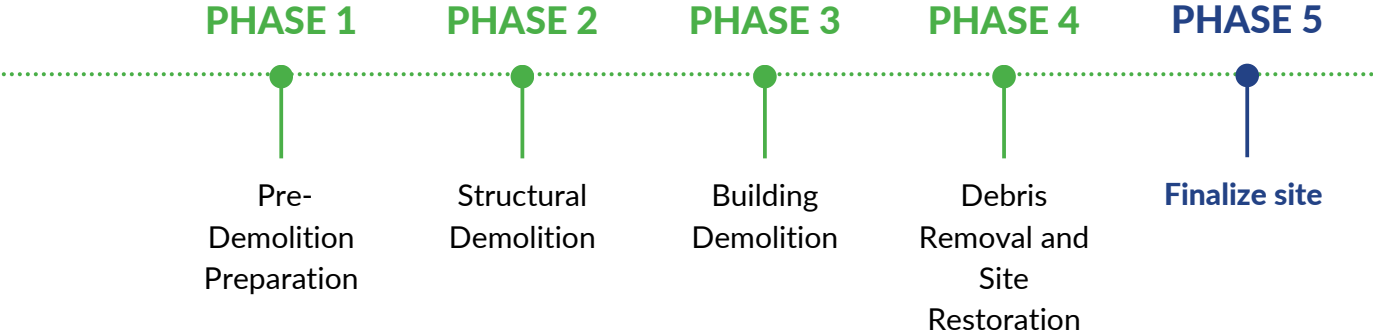 PHASE 1
PHASE 2
PHASE 3
PHASE 4
PHASE 5
Pre-
Demolition
Preparation
Structural
Demolition
Building
Demolition
Debris
Removal and
Site
Restoration
Finalize site